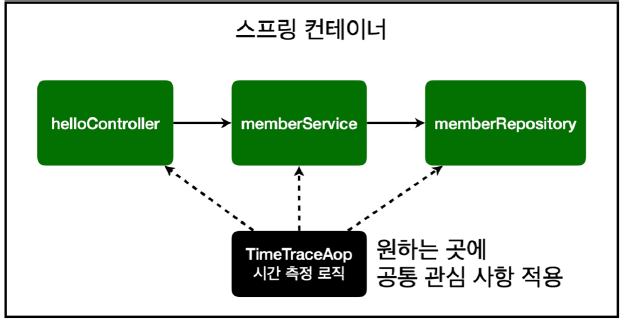 스프링 컨테이너
helloController
memberService
memberRepository
TimeTraceAop
시간 측정 로직
원하는 곳에
공통 관심 사항 적용